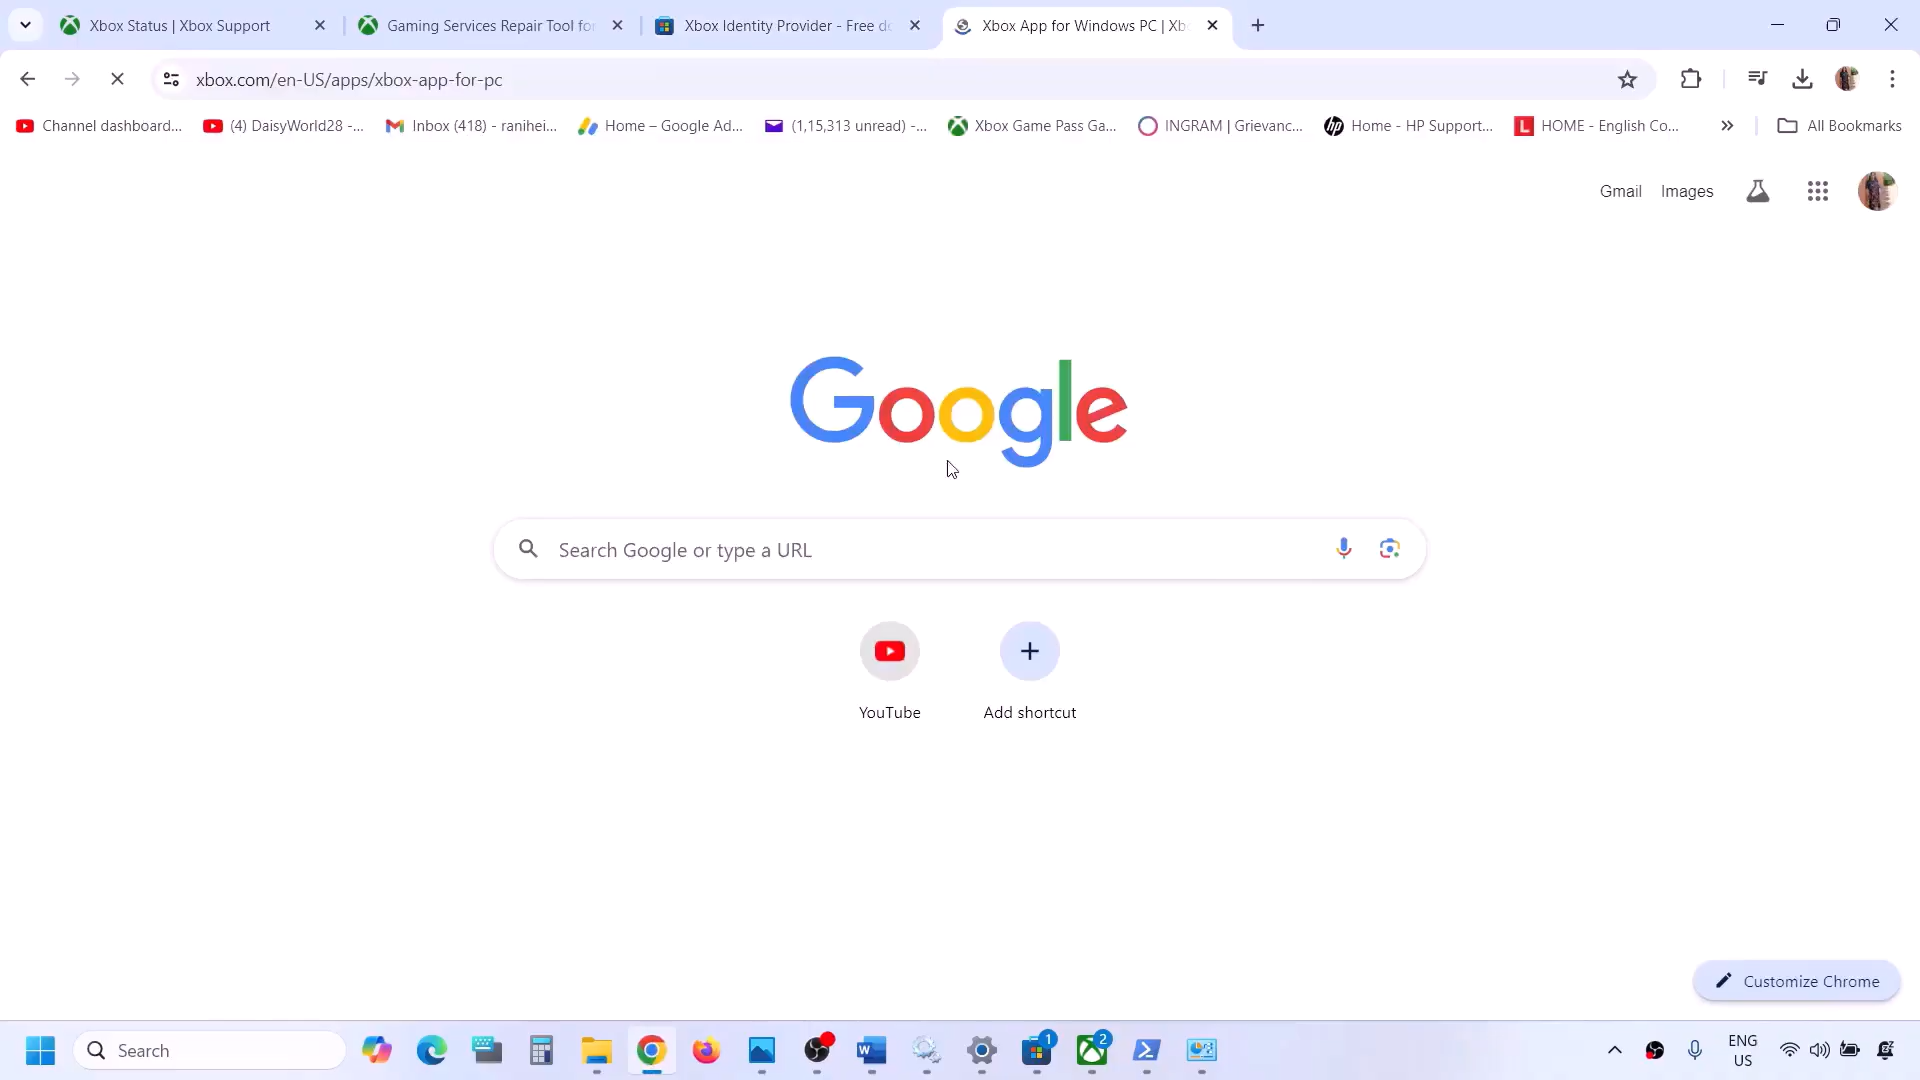 Xbox Status | Xbox Support
Gaming Services Repair Tool for
Xbox Identity Provider - Free do
Xbox App for Windows PC | Xb
xbox.com/en-US/apps/xbox-app-for-pc
Channel dashboard...
(4) DaisyWorld28 -...
Inbox (418) - ranihei...
Home – Google Ad...
(1,15,313 unread) -...
Xbox Game Pass Ga...
INGRAM | Grievanc...
Home - HP Support...
HOME - English Co...
All Bookmarks
Gmail
Images
Google
Search Google or type a URL
YouTube
Add shortcut
Customize Chrome
Search
1
2
ENG
US